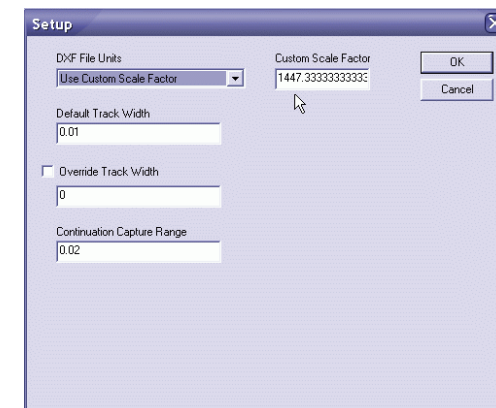 Setup
DXF File Units
Use Custom Scale Factor
Custom Scale Factor
1447.33333333333
OK
Cancel
Default Track Width
0.01
Override Track Width
0
Continuation Capture Range
0.02